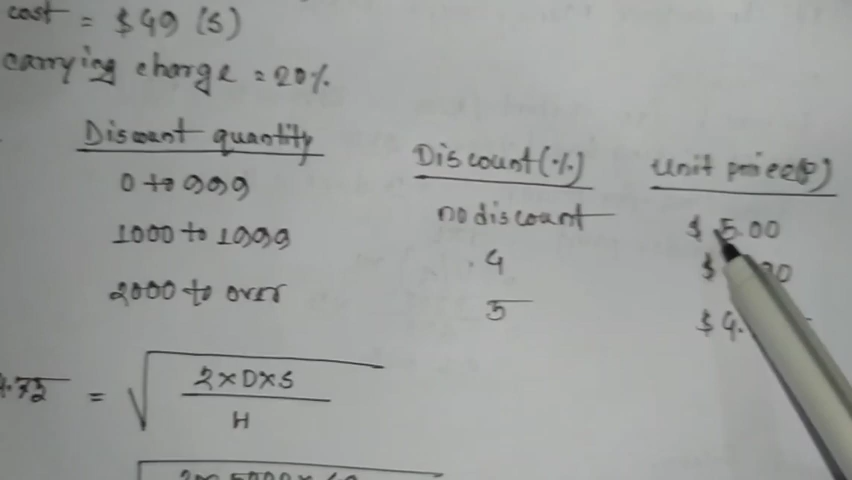 cost = $49 (S)
carrying charge = 20%
Discount quantity Discount (%) Unit price(P)
0 to 999 no discount $ 5.00
1000 to 1999 4 $
2000 to over 5 $4.
= √ 2×D×S
H